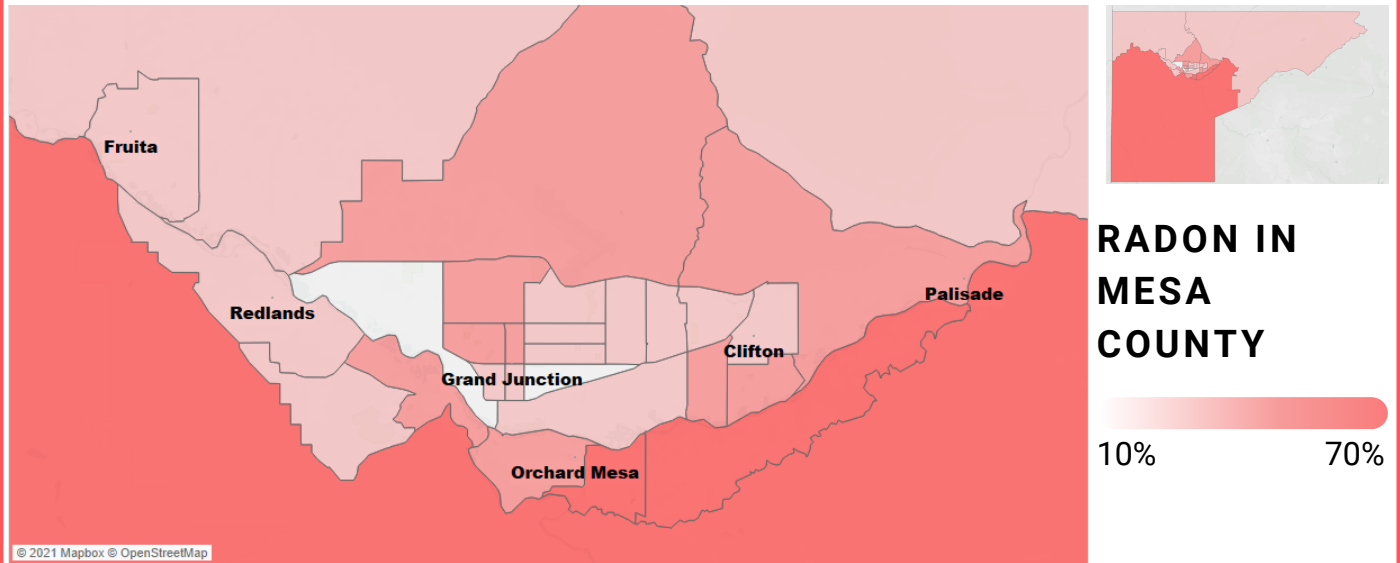 Fruita
Redlands
Palisade
Clifton
Grand Junction
Orchard Mesa
© 2021 Mapbox © OpenStreetMap
RADON IN
MESA
COUNTY
10% 70%